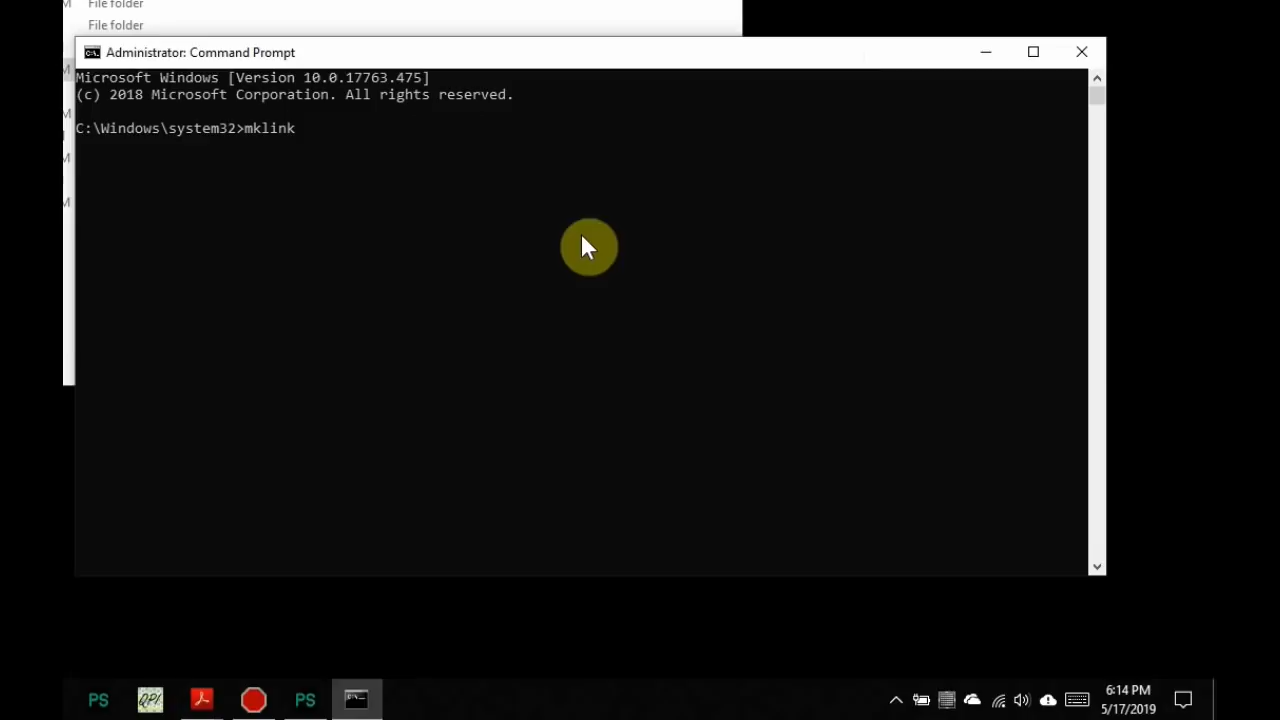 File folder
File folder
Administrator: Command Prompt
Microsoft Windows [Version 10.0.17763.475]
(c) 2018 Microsoft Corporation. All rights reserved.
C:\Windows\system32>mklink
M
M
M
M
M
PS
QPI
PS
6:14 PM
5/17/2019